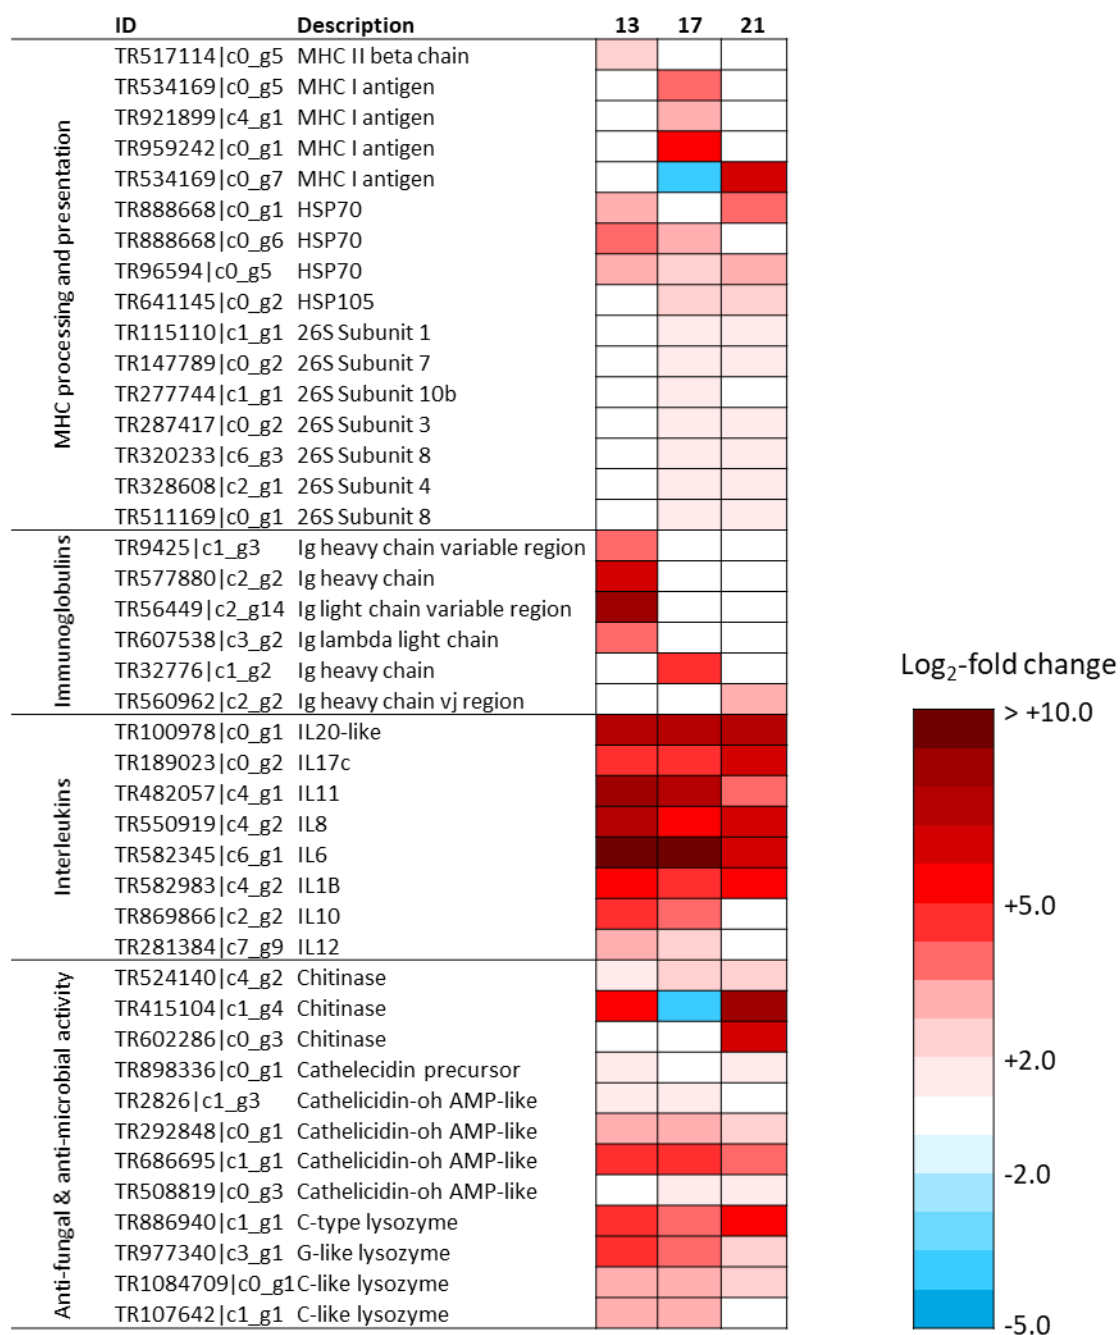 ID Description 13 17 21
MHC processing and presentation
TR517114|c0_g5 MHC II beta chain
TR534169|c0_g5 MHC I antigen
TR921899|c4_g1 MHC I antigen
TR959242|c0_g1 MHC I antigen
TR534169|c0_g7 MHC I antigen
TR888668|c0_g1 HSP70
TR888668|c0_g6 HSP70
TR96594|c0_g5 HSP70
TR641145|c0_g2 HSP105
TR115110|c1_g1 26S Subunit 1
TR147789|c0_g2 26S Subunit 7
TR277744|c1_g1 26S Subunit 10b
TR287417|c0_g2 26S Subunit 3
TR320233|c6_g3 26S Subunit 8
TR328608|c2_g1 26S Subunit 4
TR511169|c0_g1 26S Subunit 8
Immunoglobulins
TR9425|c1_g3 Ig heavy chain variable region
TR577880|c2_g2 Ig heavy chain
TR56449|c2_g14 Ig light chain variable region
TR607538|c3_g2 Ig lambda light chain
TR32776|c1_g2 Ig heavy chain
TR560962|c2_g2 Ig heavy chain vj region
Interleukins
TR100978|c0_g1 IL20-like
TR189023|c0_g2 IL17c
TR482057|c4_g1 IL11
TR550919|c4_g2 IL8
TR582345|c6_g1 IL6
TR582983|c4_g2 IL1B
TR869866|c2_g2 IL10
TR281384|c7_g9 IL12
Anti-fungal & anti-microbial activity
TR524140|c4_g2 Chitinase
TR415104|c1_g4 Chitinase
TR602286|c0_g3 Chitinase
TR898336|c0_g1 Cathelecidin precursor
TR2826|c1_g3 Cathelicidin-oh AMP-like
TR292848|c0_g1 Cathelicidin-oh AMP-like
TR686695|c1_g1 Cathelicidin-oh AMP-like
TR508819|c0_g3 Cathelicidin-oh AMP-like
TR886940|c1_g1 C-type lysozyme
TR977340|c3_g1 G-like lysozyme
TR1084709|c0_g1 C-like lysozyme
TR107642|c1_g1 C-like lysozyme
Log₂-fold change
> +10.0
+5.0
+2.0
-2.0
-5.0